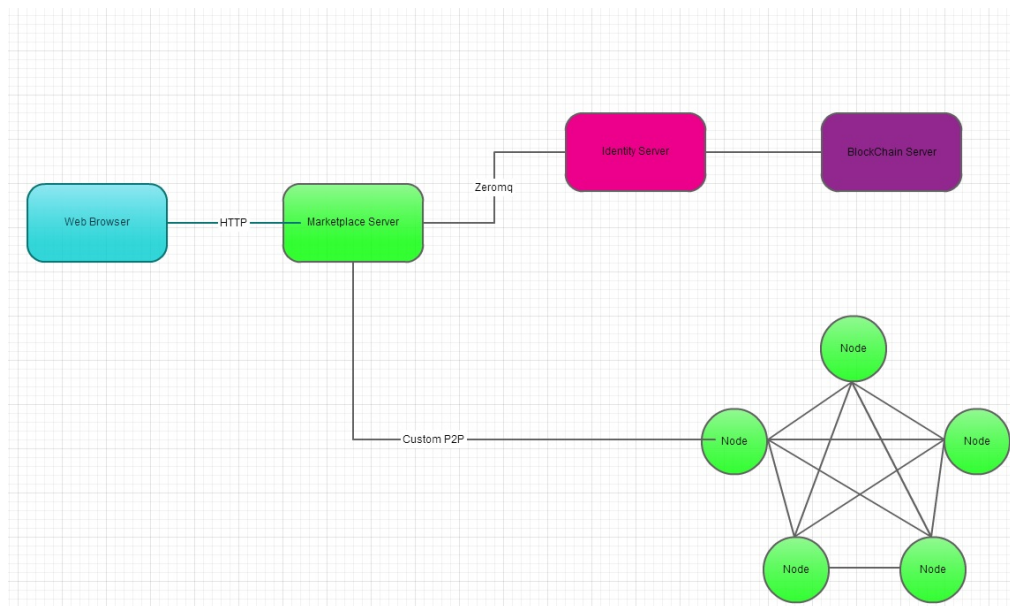 Identity Server
BlockChain Server
Zeromq
Web Browser
HTTP
Marketplace Server
Node
Custom P2P
Node
Node
Node
Node